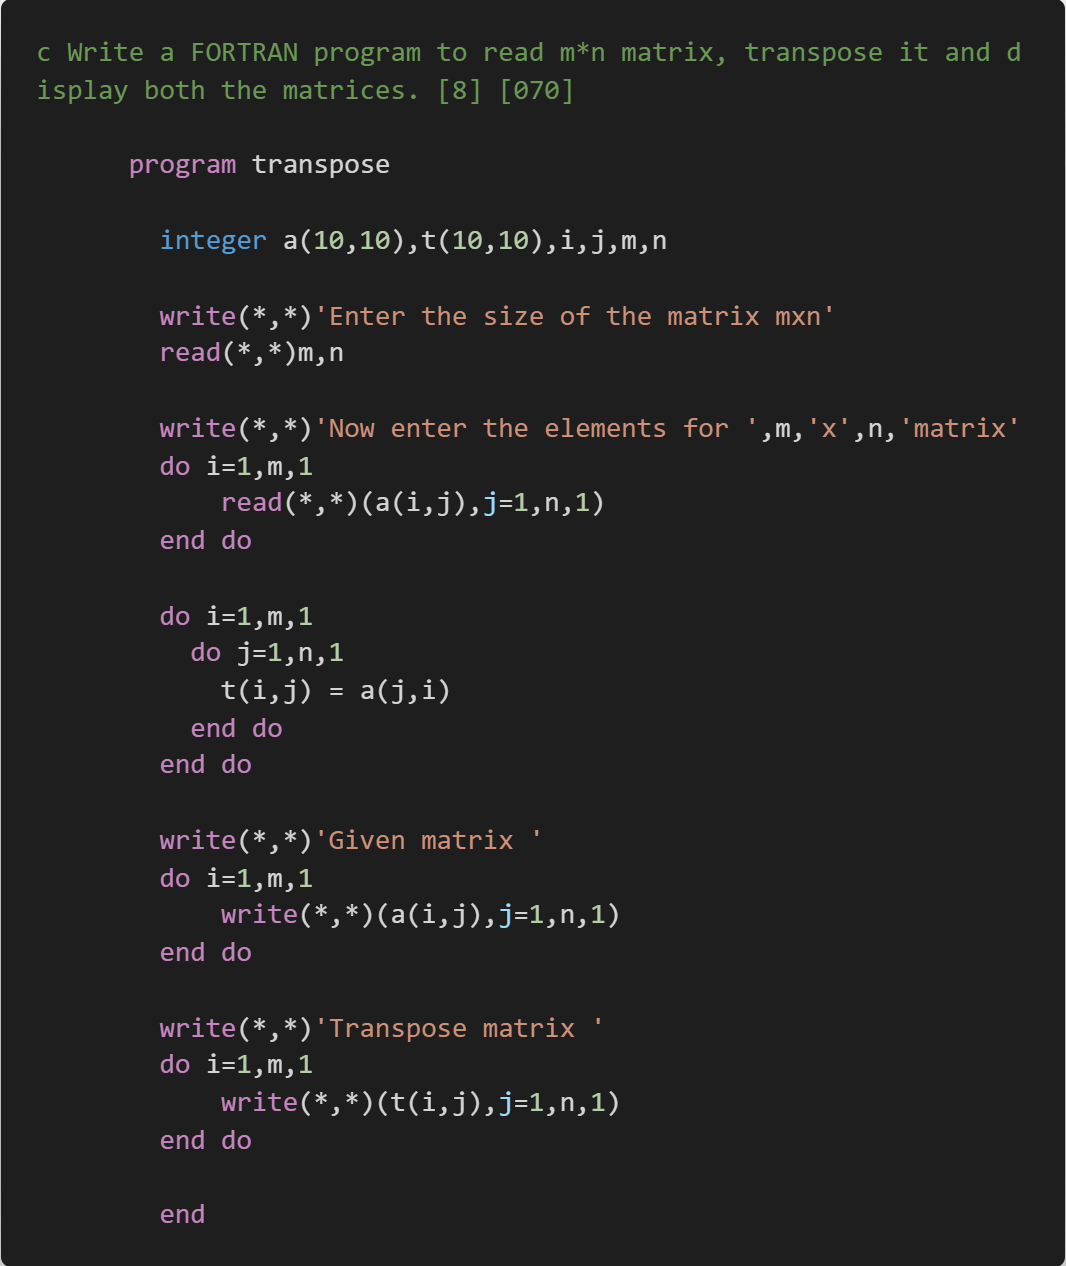 c Write a FORTRAN program to read m*n matrix, transpose it and d
isplay both the matrices. [8] [070]
program transpose
integer a(10,10),t(10,10),i,j,m,n
write(*,*)'Enter the size of the matrix mxn'
read(*,*)m,n
write(*,*)'Now enter the elements for ',m,'x',n,'matrix'
do i=1,m,1
read(*,*)(a(i,j),j=1,n,1)
end do
do i=1,m,1
do j=1,n,1
t(i,j) = a(j,i)
end do
end do
write(*,*)'Given matrix '
do i=1,m,1
write(*,*)(a(i,j),j=1,n,1)
end do
write(*,*)'Transpose matrix '
do i=1,m,1
write(*,*)(t(i,j),j=1,n,1)
end do
end